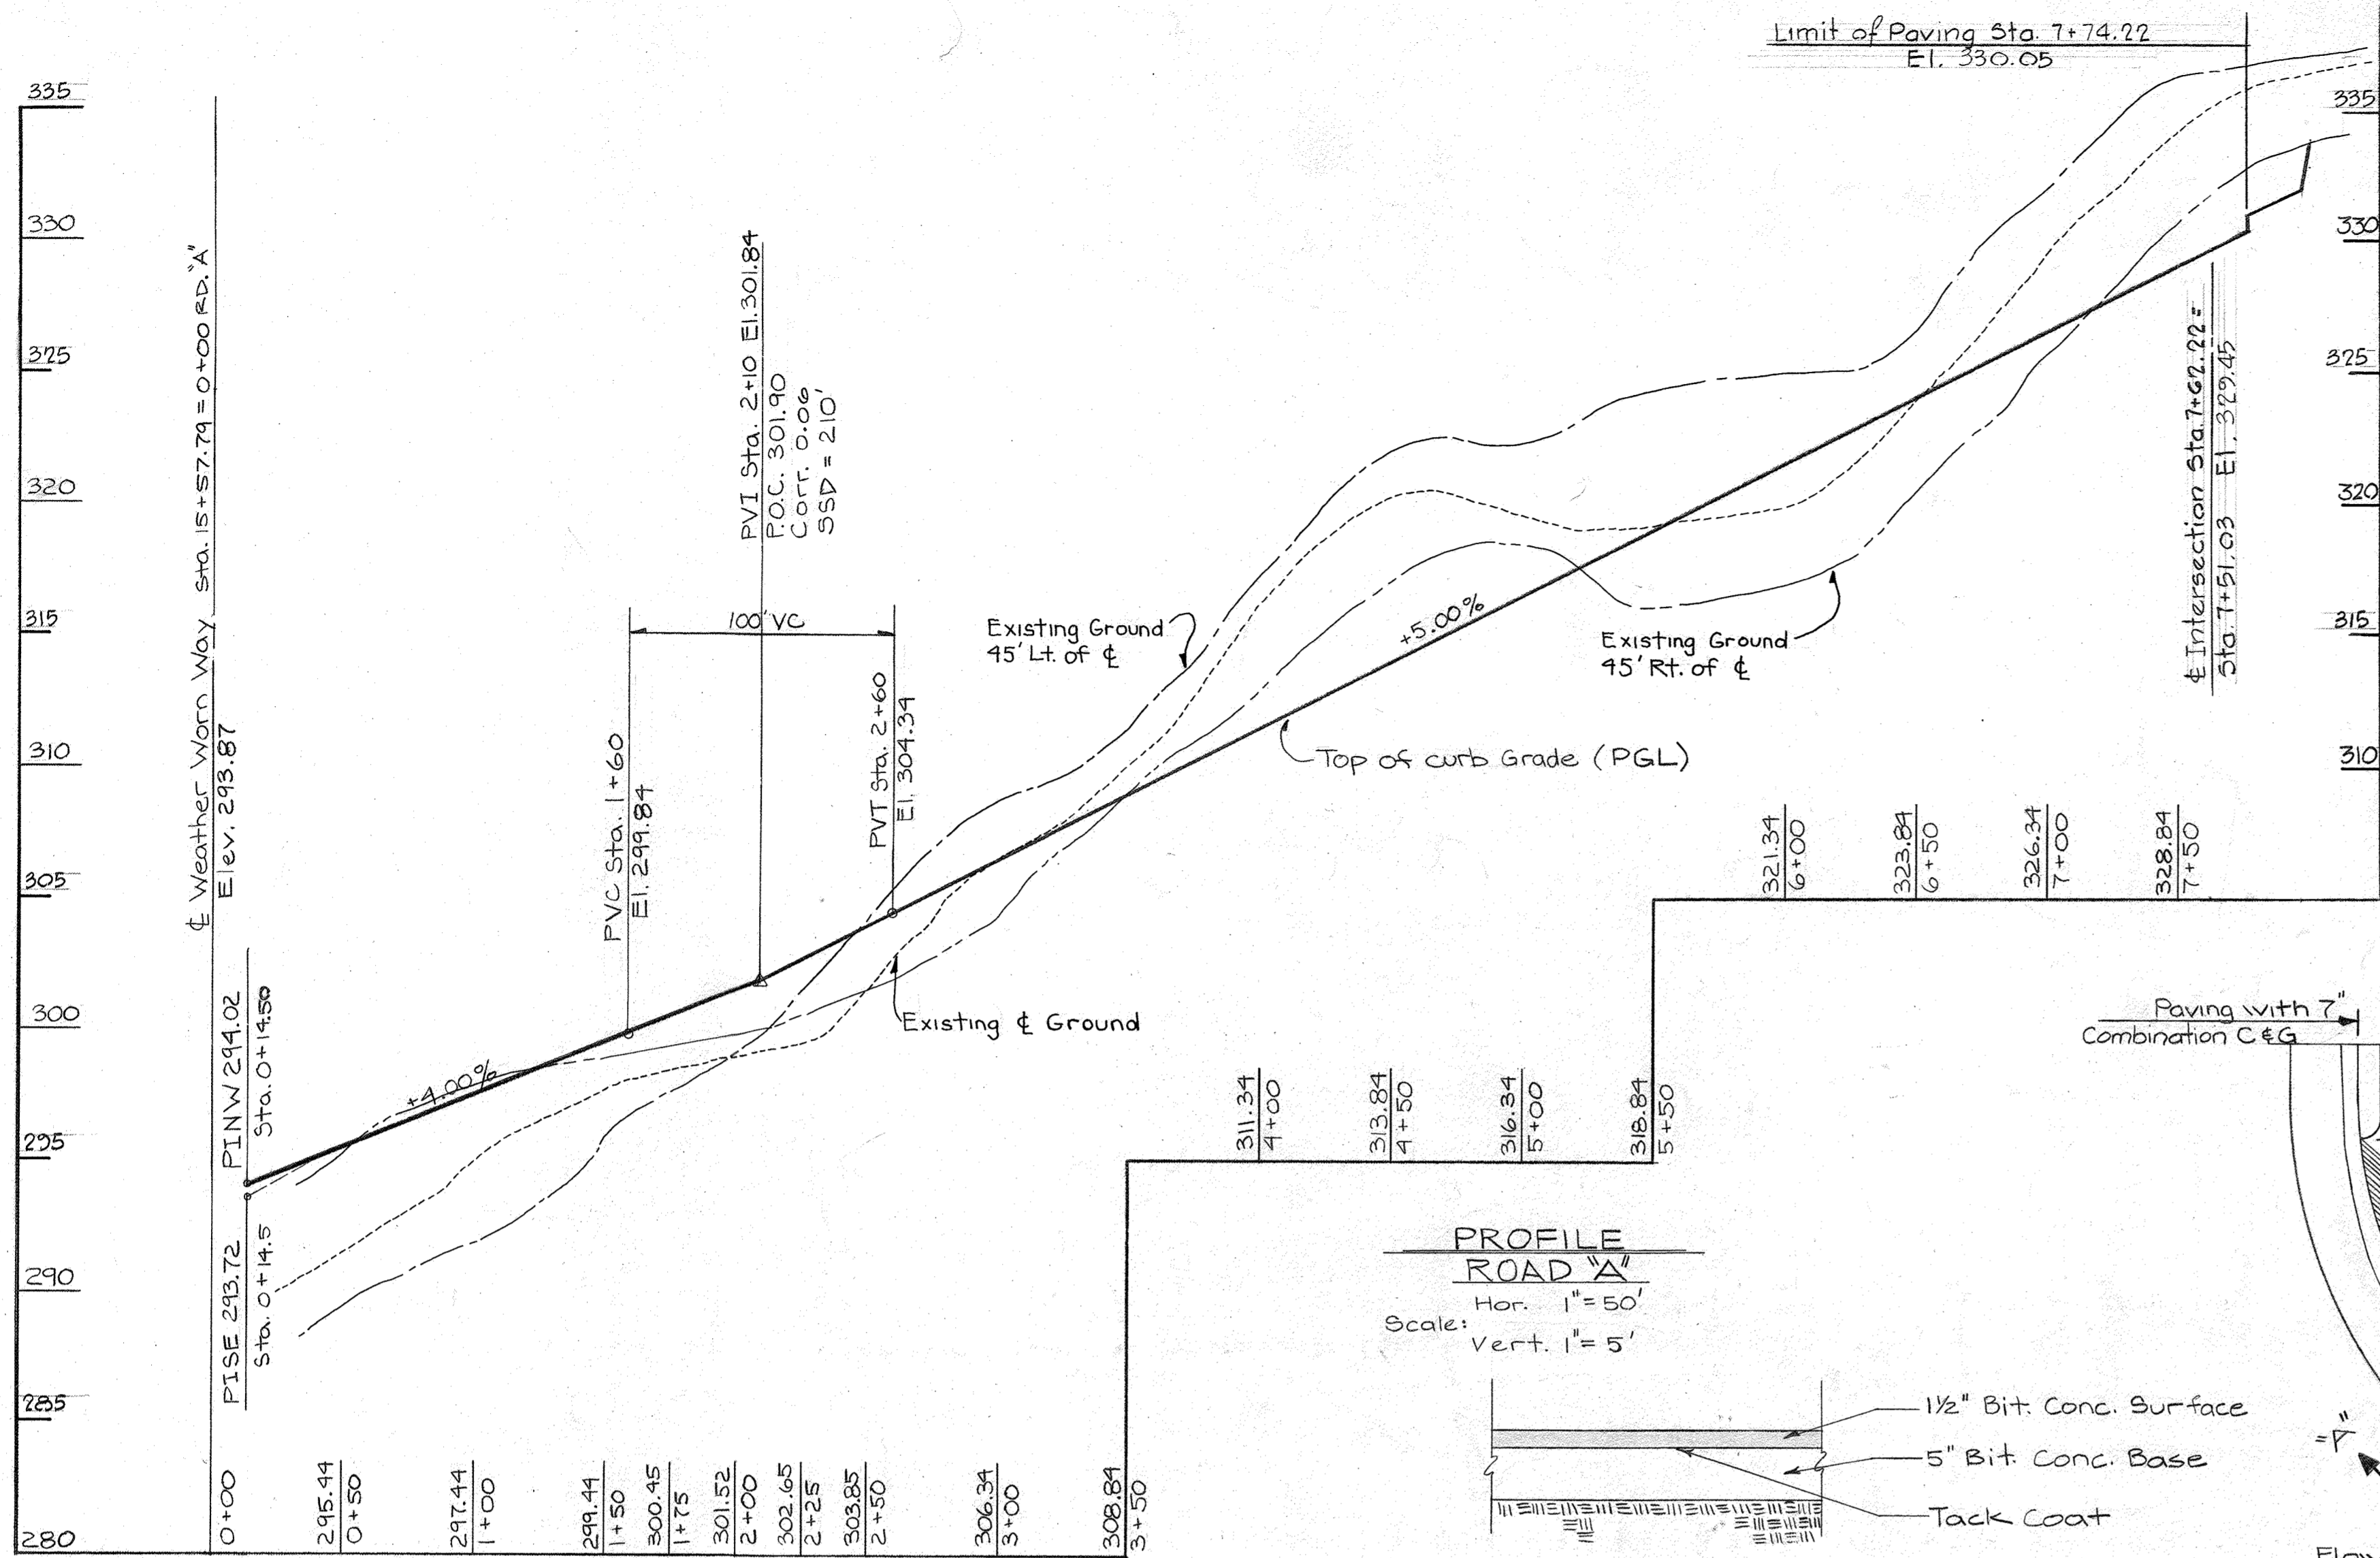 Limit of Paving Sta. 7+74.22
El. 330.05
335
330
325
320
315
310
305
300
295
290
285
280
335
330
325
320
315
310
℄ Weather Worn Way Sta. 15+57.79 = 0+00 RD. "A"
Elev. 293.87
PINW 294.02
Sta. 0+14.50
PISE 293.72
Sta. 0+14.5
+4.00%
PVC Sta. 1+60
El. 299.84
100' VC
PVI Sta. 2+10 El. 301.84
P.O.C. 301.90
Corr. 0.06
SSD = 210'
PVT Sta. 2+60
El. 304.34
Existing Ground
45' Lt. of ℄
Existing ℄ Ground
+5.00%
Top of curb Grade (PGL)
Existing Ground
45' Rt. of ℄
℄ Intersection Sta. 7+62.22 =
Sta. 7+51.03 El. 329.45
0+00
295.44
0+50
297.44
1+00
299.44
1+50
300.45
1+75
301.52
2+00
302.65
2+25
303.85
2+50
306.34
3+00
308.84
3+50
311.34
4+00
313.84
4+50
316.34
5+00
318.84
5+50
321.34
6+00
323.84
6+50
326.34
7+00
328.84
7+50
PROFILE
ROAD "A"
Scale:
Hor. 1"=50'
Vert. 1"= 5'
Paving with 7"
Combination C & G
1½" Bit. Conc. Surface
5" Bit. Conc. Base
Tack Coat